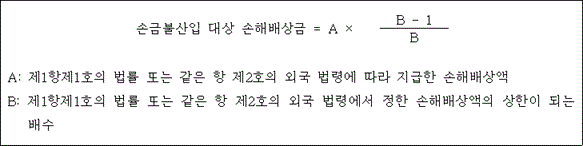 손금불산입 대상 손해배상금 = A × (B - 1) / B
A: 제1항제1호의 법률 또는 같은 항 제2호의 외국 법령에 따라 지급한 손해배상액
B: 제1항제1호의 법률 또는 같은 항 제2호의 외국 법령에서 정한 손해배상액의 상한이 되는
배수